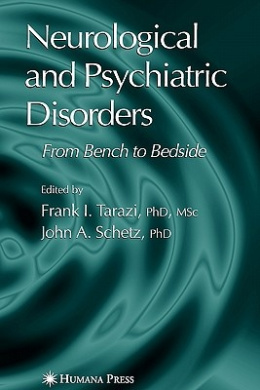 Neurological
and Psychiatric
Disorders
From Bench to Bedside
Edited by
Frank I. Tarazi, PhD, MSc
John A. Schetz, PhD
Humana Press